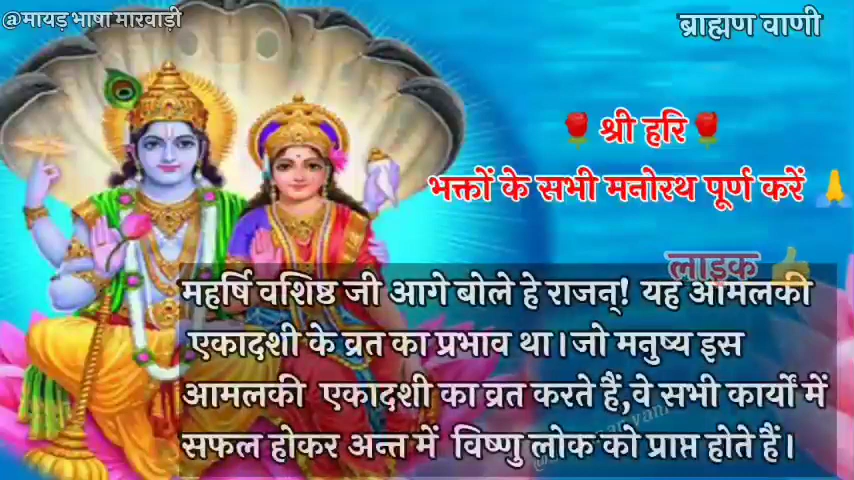 @मायड़ भाषा मारवाड़ी
ब्राह्मण वाणी
🌹 श्री हरि🌹
भक्तों के सभी मनोरथ पूर्ण करें 🙏
लाइक 👍
महर्षि वशिष्ठ जी आगे बोले हे राजन्! यह आमलकी
एकादशी के व्रत का प्रभाव था।जो मनुष्य इस
आमलकी एकादशी का व्रत करते हैं,वे सभी कार्यों में
सफल होकर अन्त में विष्णु लोक को प्राप्त होते हैं।